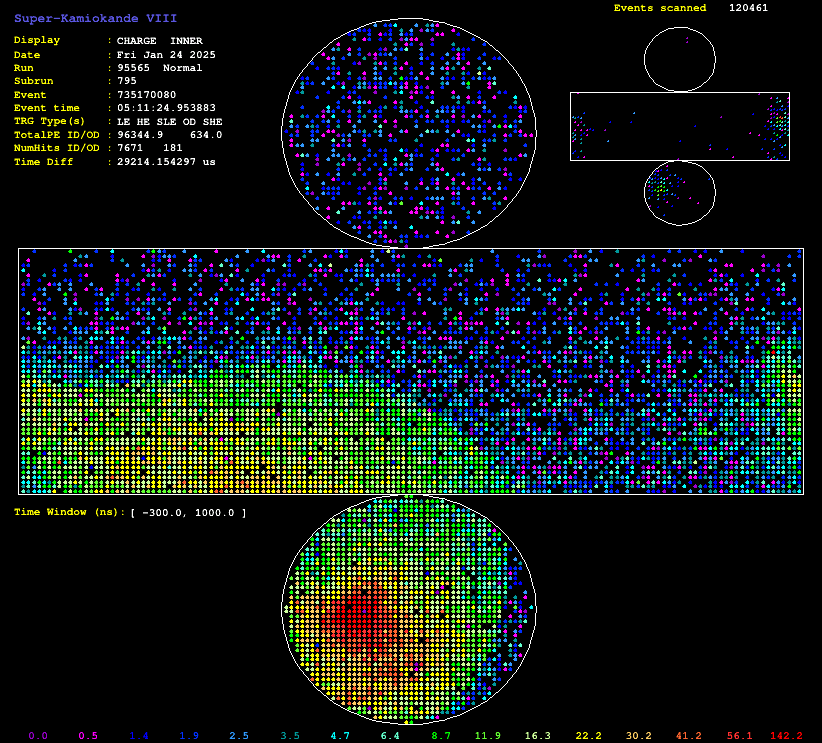 Super-Kamiokande VIII
Events scanned 120461
Display : CHARGE INNER
Date : Fri Jan 24 2025
Run : 95565 Normal
Subrun : 795
Event : 735170080
Event time : 05:11:24.953883
TRG Type(s) : LE HE SLE OD SHE
TotalPE ID/OD : 96344.9 634.0
NumHits ID/OD : 7671 181
Time Diff : 29214.154297 us
Time Window (ns): [ -300.0, 1000.0 ]
0.0 0.5 1.4 1.9 2.5 3.5 4.7 6.4 8.7 11.9 16.3 22.2 30.2 41.2 56.1 142.2